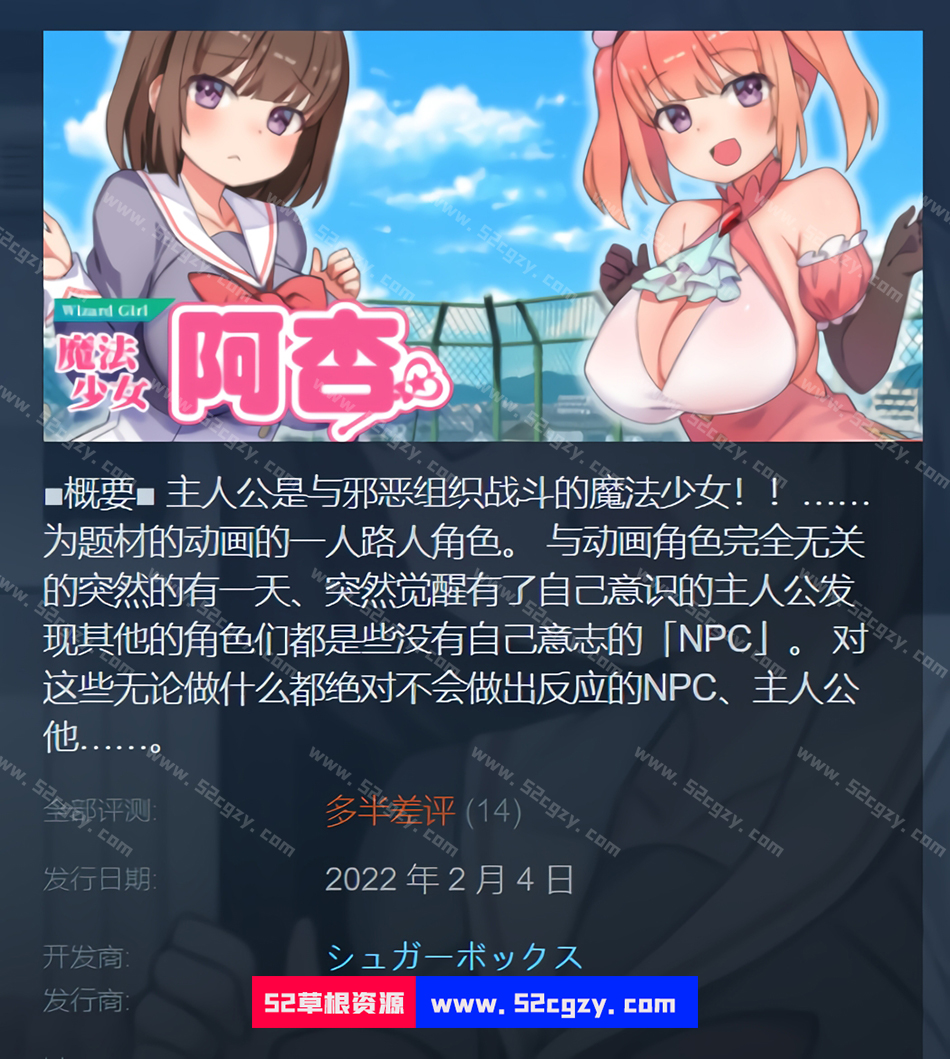 Wizard Girl
魔法
少女
阿杏
■概要■ 主人公是与邪恶组织战斗的魔法少女！！……
为题材的动画的一人路人角色。 与动画角色完全无关
的突然的有一天、突然觉醒有了自己意识的主人公发
现其他的角色们都是些没有自己意志的「NPC」。 对
这些无论做什么都绝对不会做出反应的NPC、主人公
他……。
全部评测: 多半差评 (14)
发行日期: 2022 年 2 月 4 日
开发商: シュガーボックス
发行商:
52草根资源 www.52cgzy.com